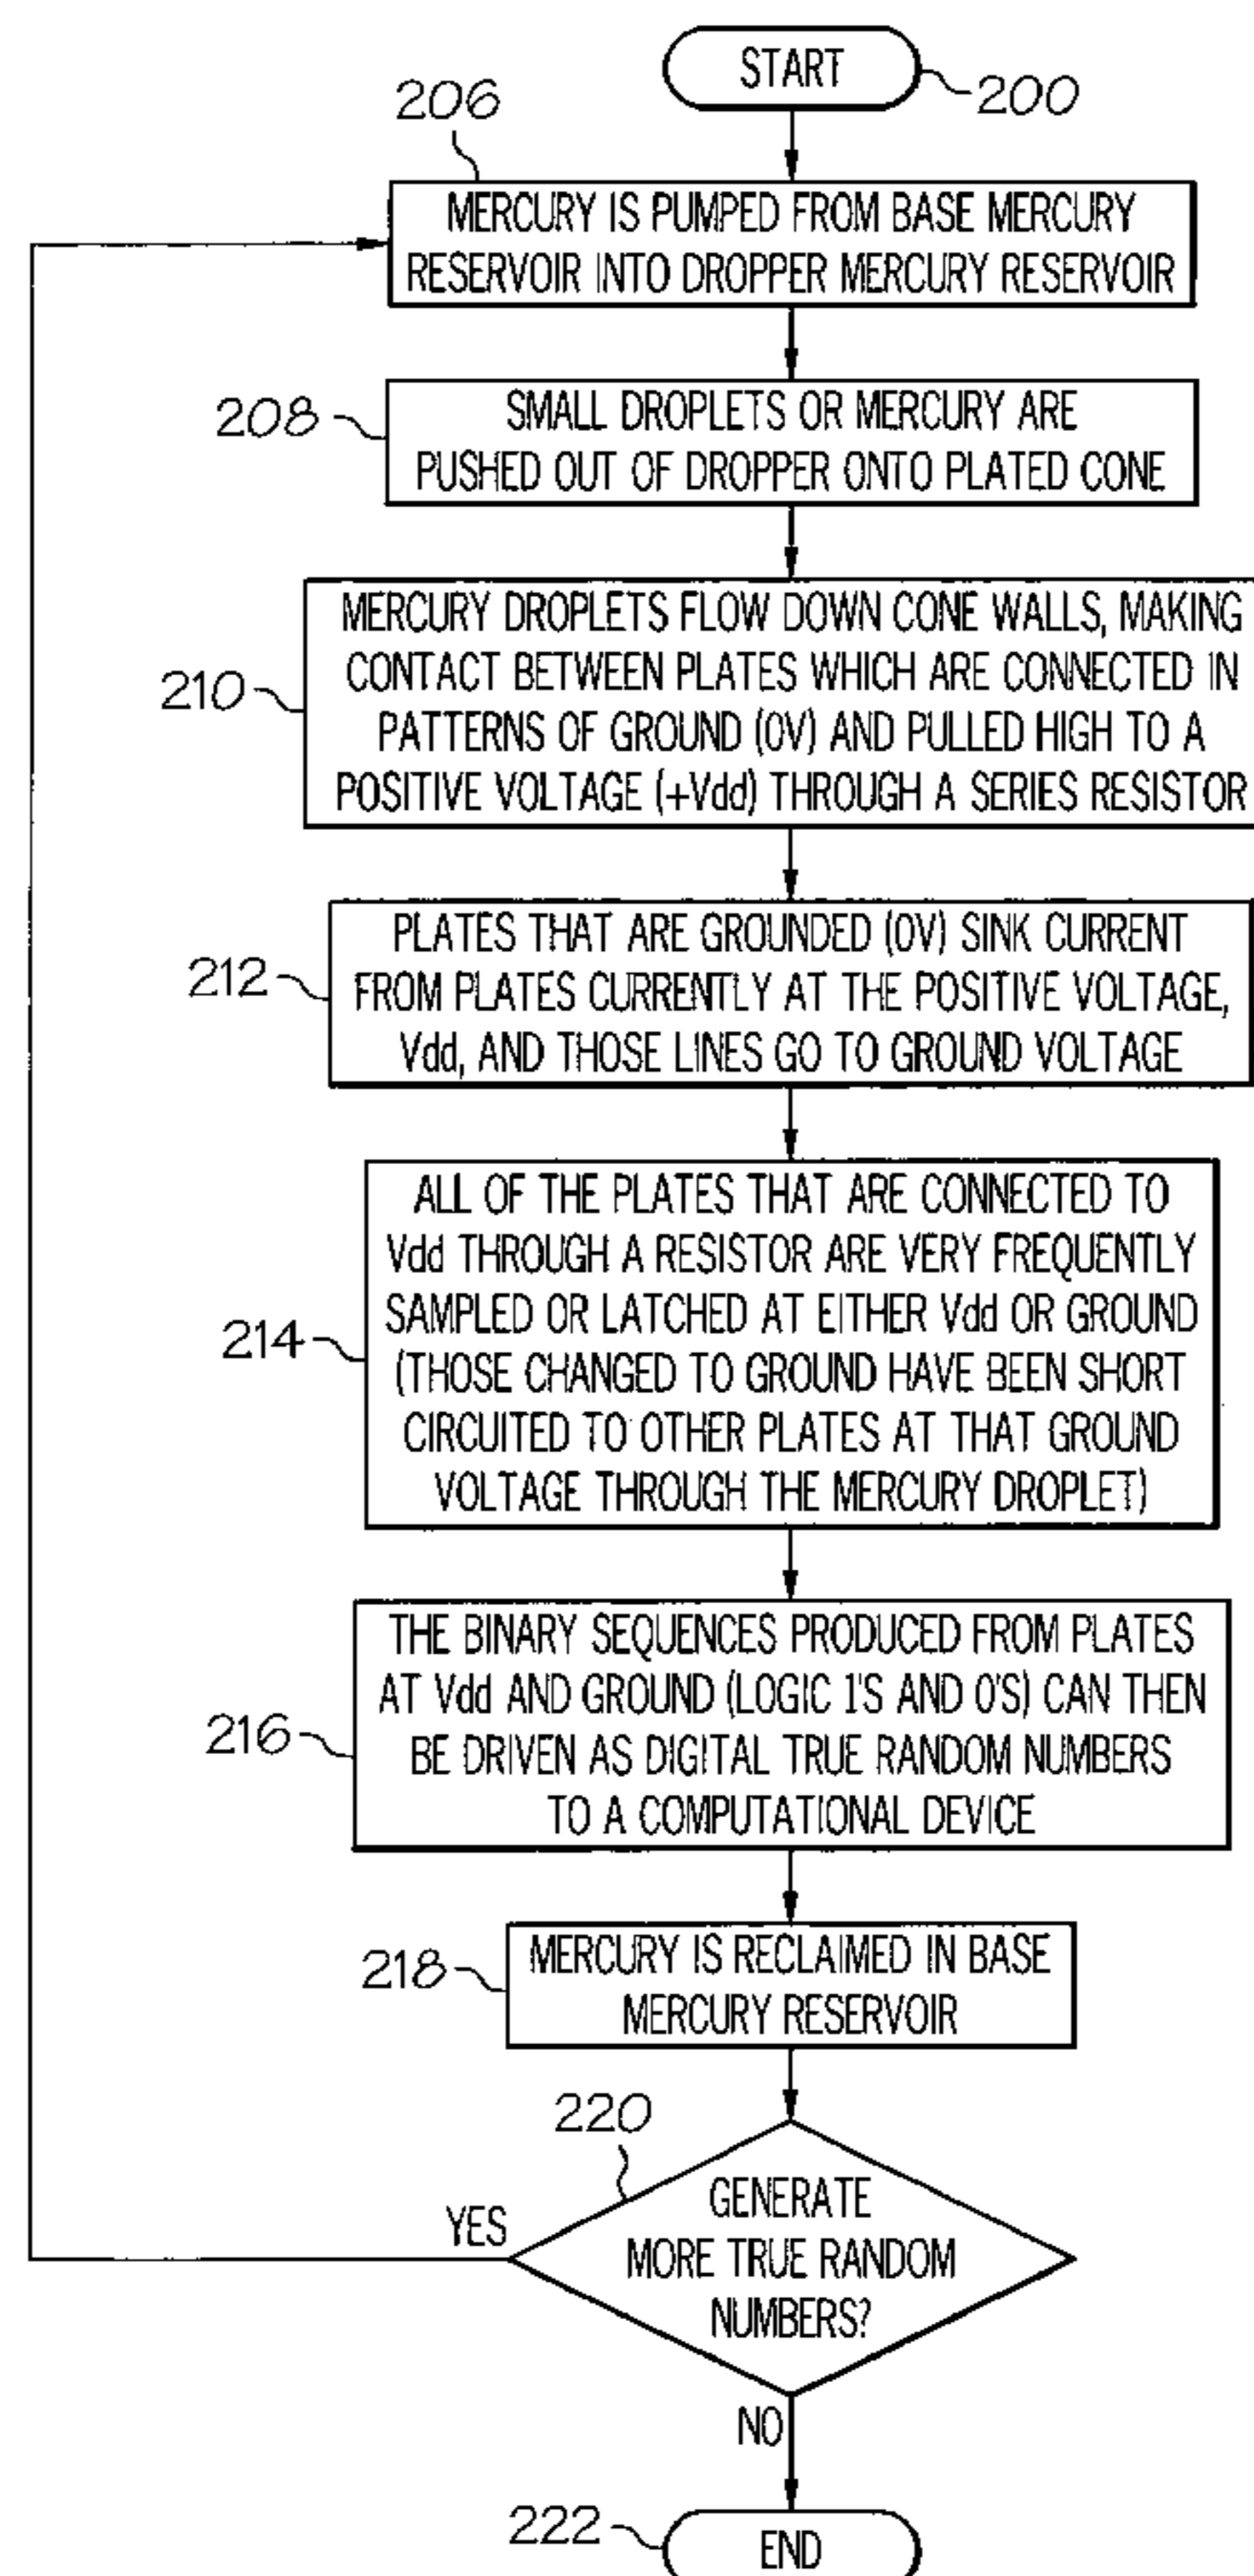 START
200
206
MERCURY IS PUMPED FROM BASE MERCURY
RESERVOIR INTO DROPPER MERCURY RESERVOIR
208
SMALL DROPLETS OR MERCURY ARE
PUSHED OUT OF DROPPER ONTO PLATED CONE
210
MERCURY DROPLETS FLOW DOWN CONE WALLS, MAKING
CONTACT BETWEEN PLATES WHICH ARE CONNECTED IN
PATTERNS OF GROUND (0V) AND PULLED HIGH TO A
POSITIVE VOLTAGE (+Vdd) THROUGH A SERIES RESISTOR
212
PLATES THAT ARE GROUNDED (0V) SINK CURRENT
FROM PLATES CURRENTLY AT THE POSITIVE VOLTAGE,
Vdd, AND THOSE LINES GO TO GROUND VOLTAGE
214
ALL OF THE PLATES THAT ARE CONNECTED TO
Vdd THROUGH A RESISTOR ARE VERY FREQUENTLY
SAMPLED OR LATCHED AT EITHER Vdd OR GROUND
(THOSE CHANGED TO GROUND HAVE BEEN SHORT
CIRCUITED TO OTHER PLATES AT THAT GROUND
VOLTAGE THROUGH THE MERCURY DROPLET)
216
THE BINARY SEQUENCES PRODUCED FROM PLATES
AT Vdd AND GROUND (LOGIC 1'S AND 0'S) CAN THEN
BE DRIVEN AS DIGITAL TRUE RANDOM NUMBERS
TO A COMPUTATIONAL DEVICE
218
MERCURY IS RECLAIMED IN BASE
MERCURY RESERVOIR
220
GENERATE
MORE TRUE RANDOM
NUMBERS?
YES
NO
222
END